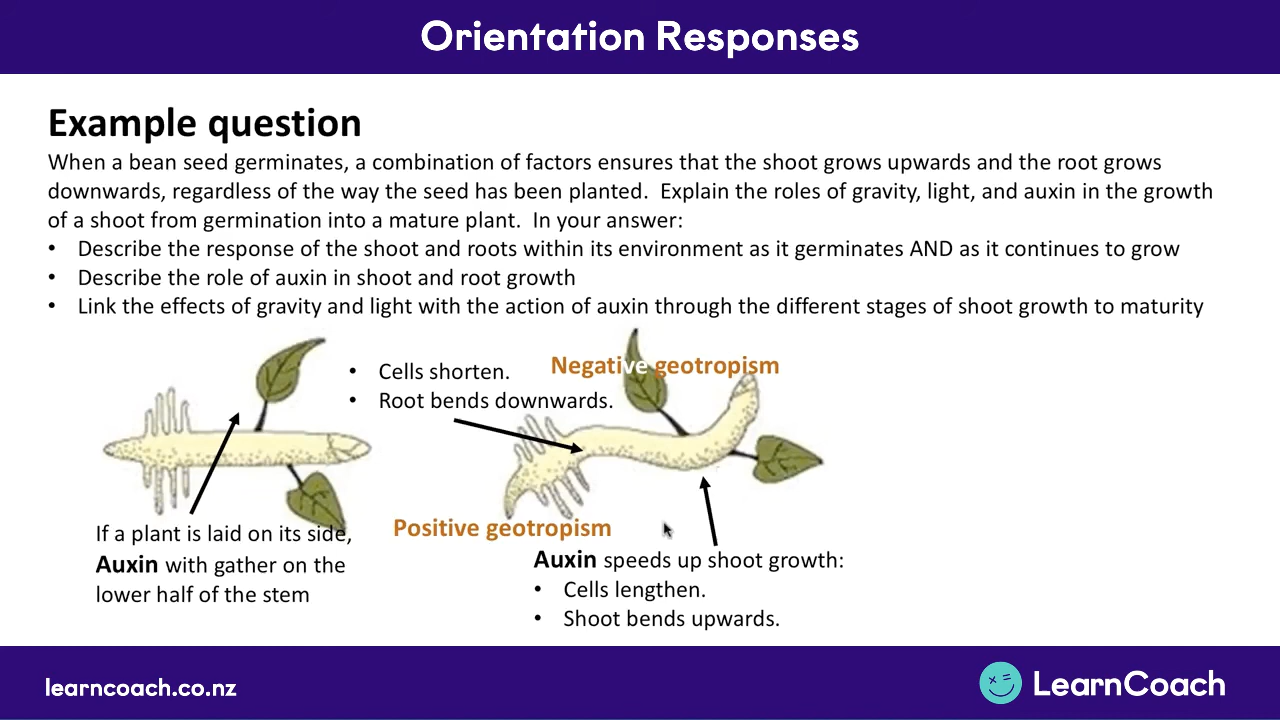 Orientation Responses
Example question
When a bean seed germinates, a combination of factors ensures that the shoot grows upwards and the root grows
downwards, regardless of the way the seed has been planted.  Explain the roles of gravity, light, and auxin in the growth
of a shoot from germination into a mature plant.  In your answer:
• Describe the response of the shoot and roots within its environment as it germinates AND as it continues to grow
• Describe the role of auxin in shoot and root growth
• Link the effects of gravity and light with the action of auxin through the different stages of shoot growth to maturity
• Cells shorten.
• Root bends downwards.
Negative geotropism
If a plant is laid on its side,
Auxin with gather on the
lower half of the stem
Positive geotropism
Auxin speeds up shoot growth:
• Cells lengthen.
• Shoot bends upwards.
learncoach.co.nz
LearnCoach